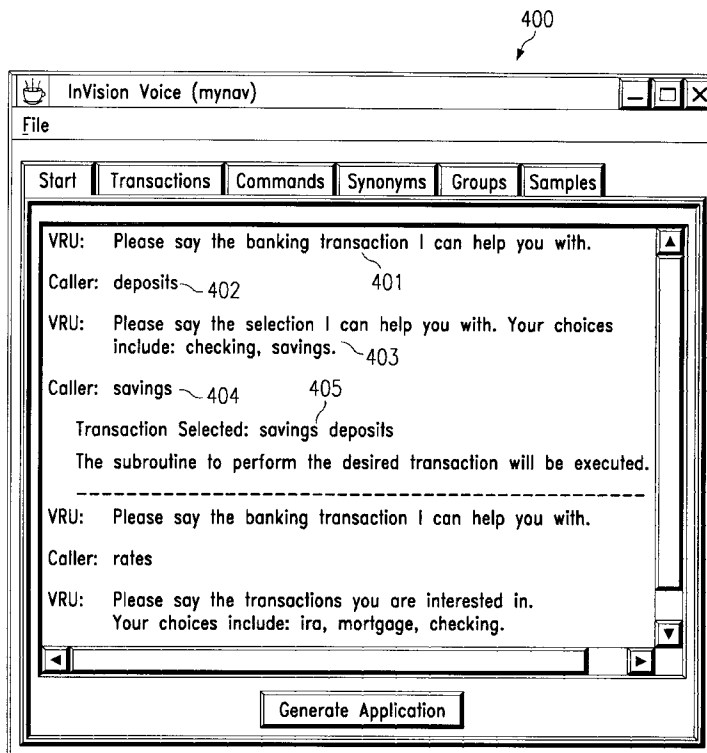 400
InVision Voice (mynav)
File
Start Transactions Commands Synonyms Groups Samples
VRU: Please say the banking transaction I can help you with.
401
Caller: deposits 402
VRU: Please say the selection I can help you with. Your choices
include: checking, savings. 403
Caller: savings 404 405
Transaction Selected: savings deposits
The subroutine to perform the desired transaction will be executed.
VRU: Please say the banking transaction I can help you with.
Caller: rates
VRU: Please say the transactions you are interested in.
Your choices include: ira, mortgage, checking.
Generate Application